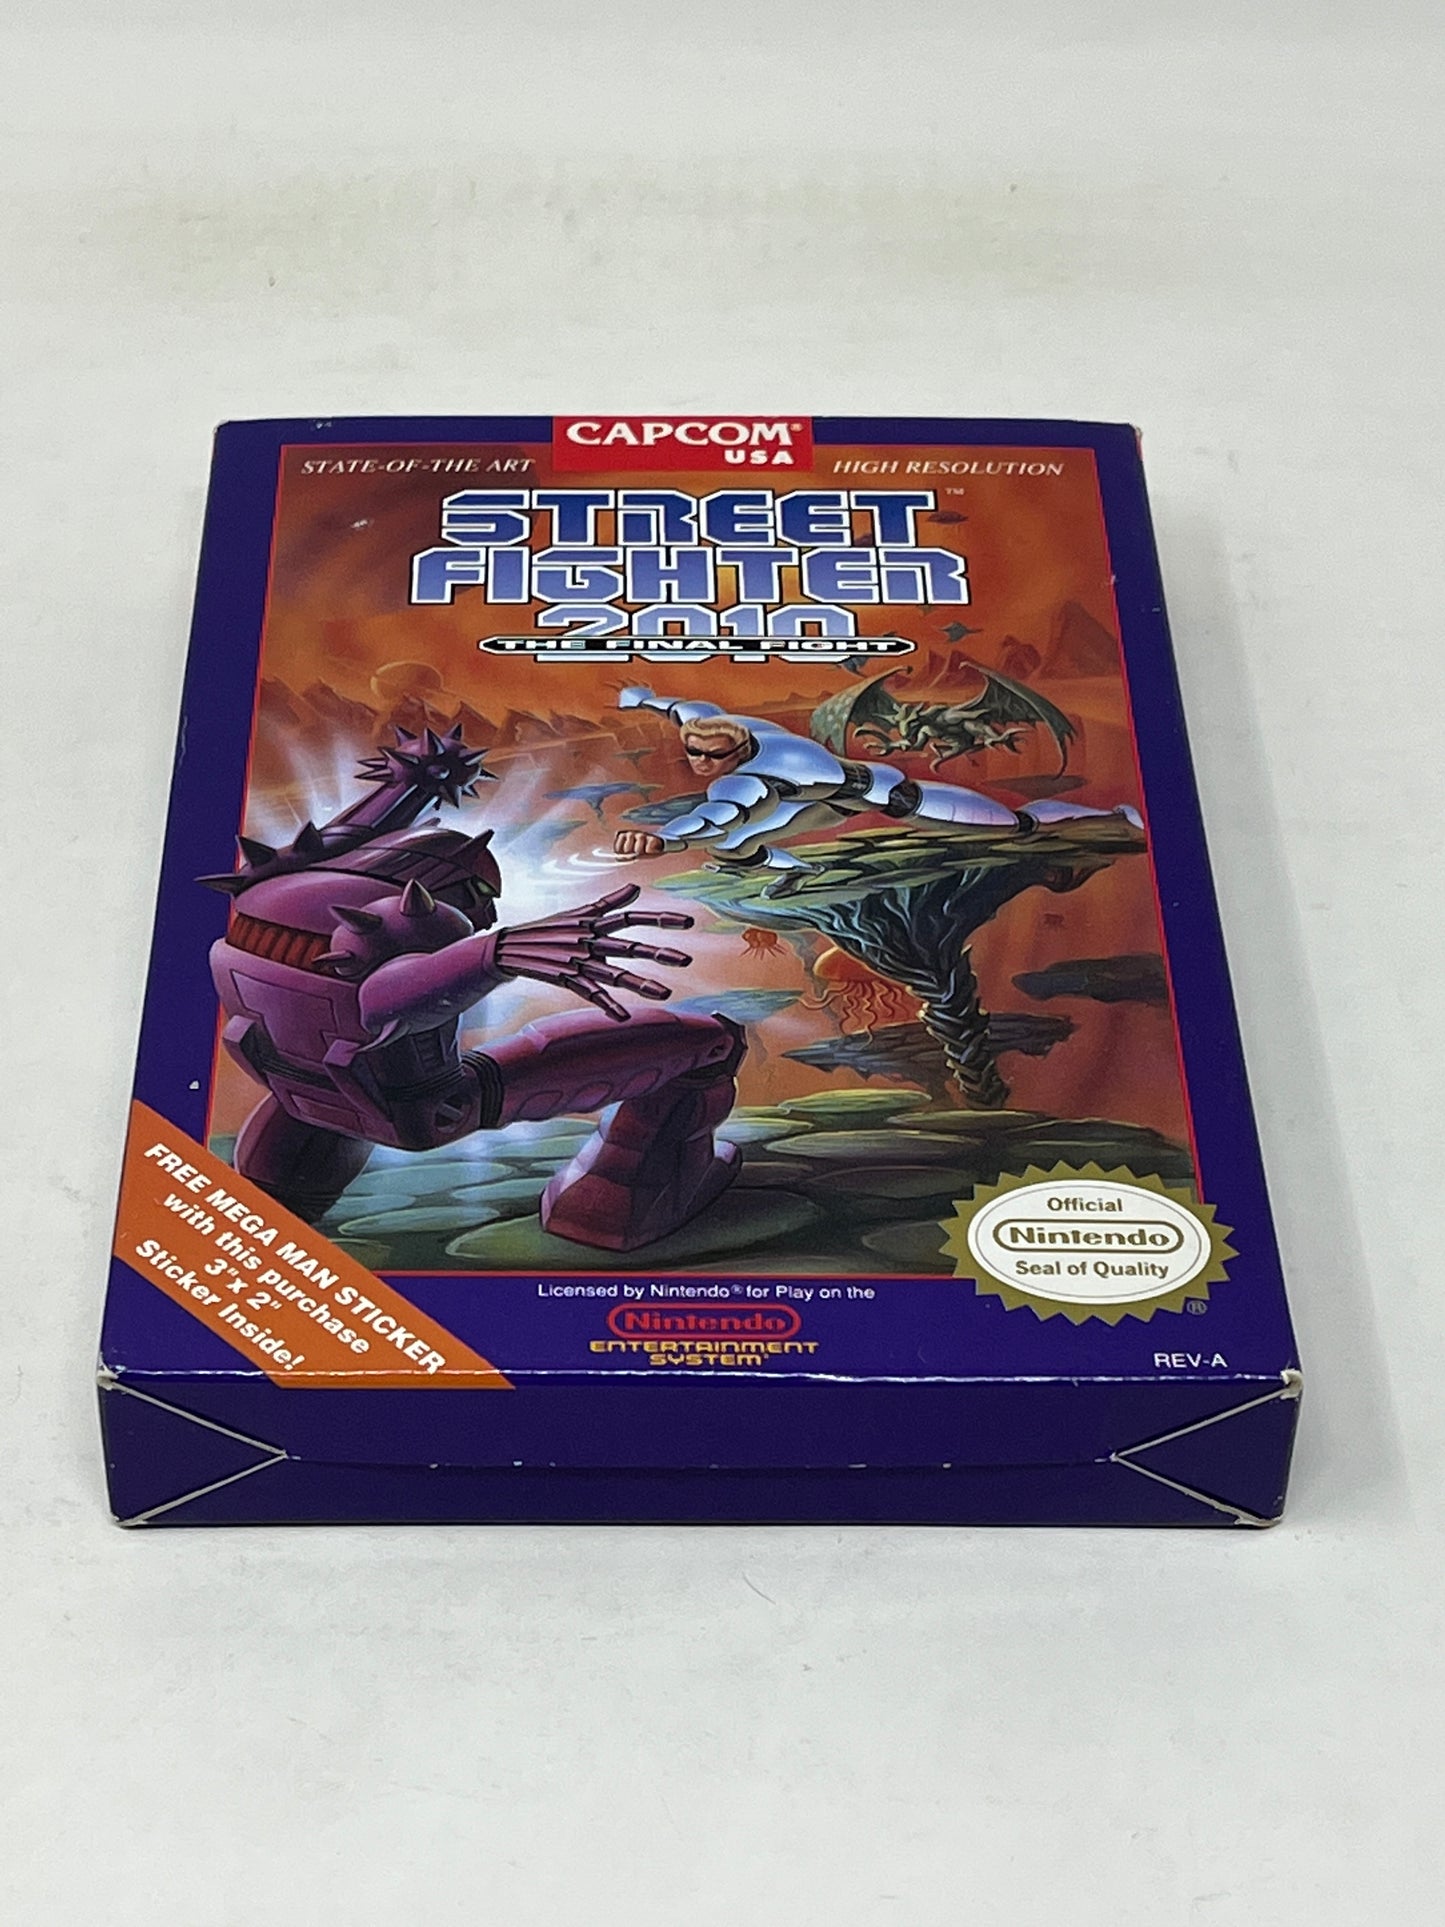 CAPCOM®
USA
STATE-OF-THE ART
HIGH RESOLUTION
STREET™
FIGHTER
2010
THE FINAL FIGHT
FREE MEGA MAN STICKER
with this purchase
3" x 2"
Sticker Inside!
Official
Nintendo
Seal of Quality
®
Licensed by Nintendo® for Play on the
Nintendo
ENTERTAINMENT
SYSTEM®
REV-A